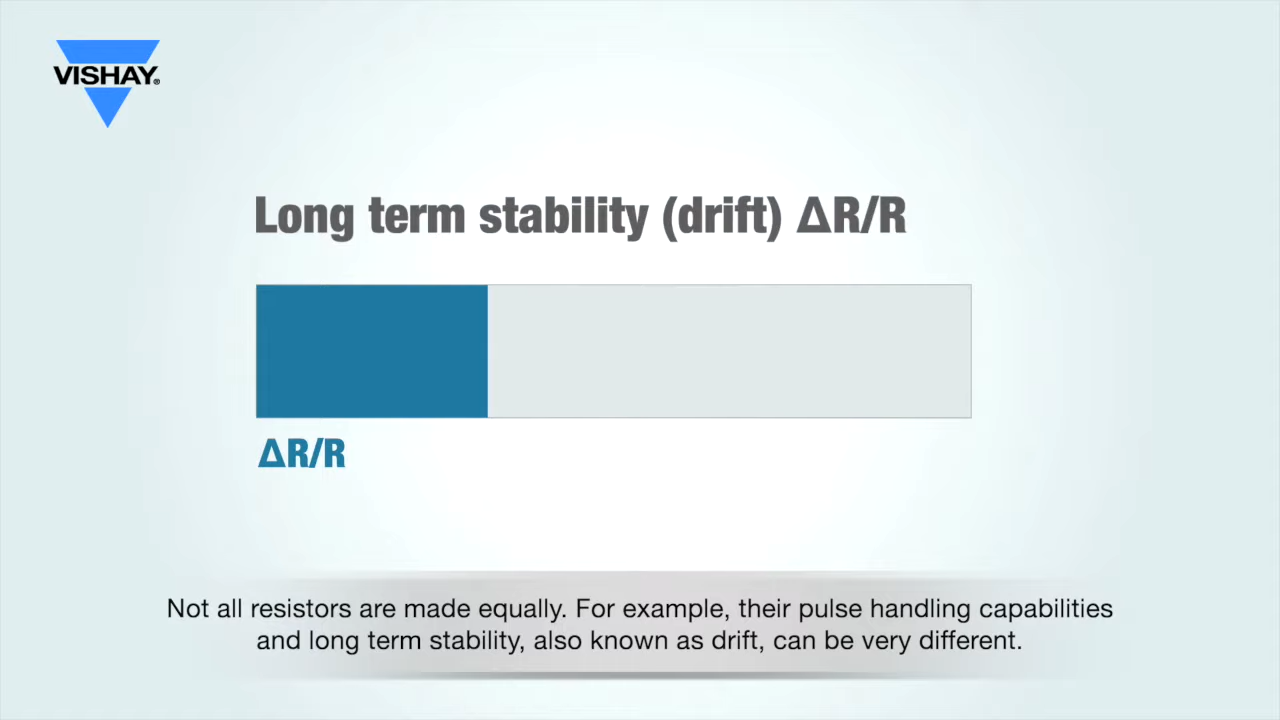 VISHAY®
Long term stability (drift) ΔR/R
ΔR/R
Not all resistors are made equally. For example, their pulse handling capabilities
and long term stability, also known as drift, can be very different.